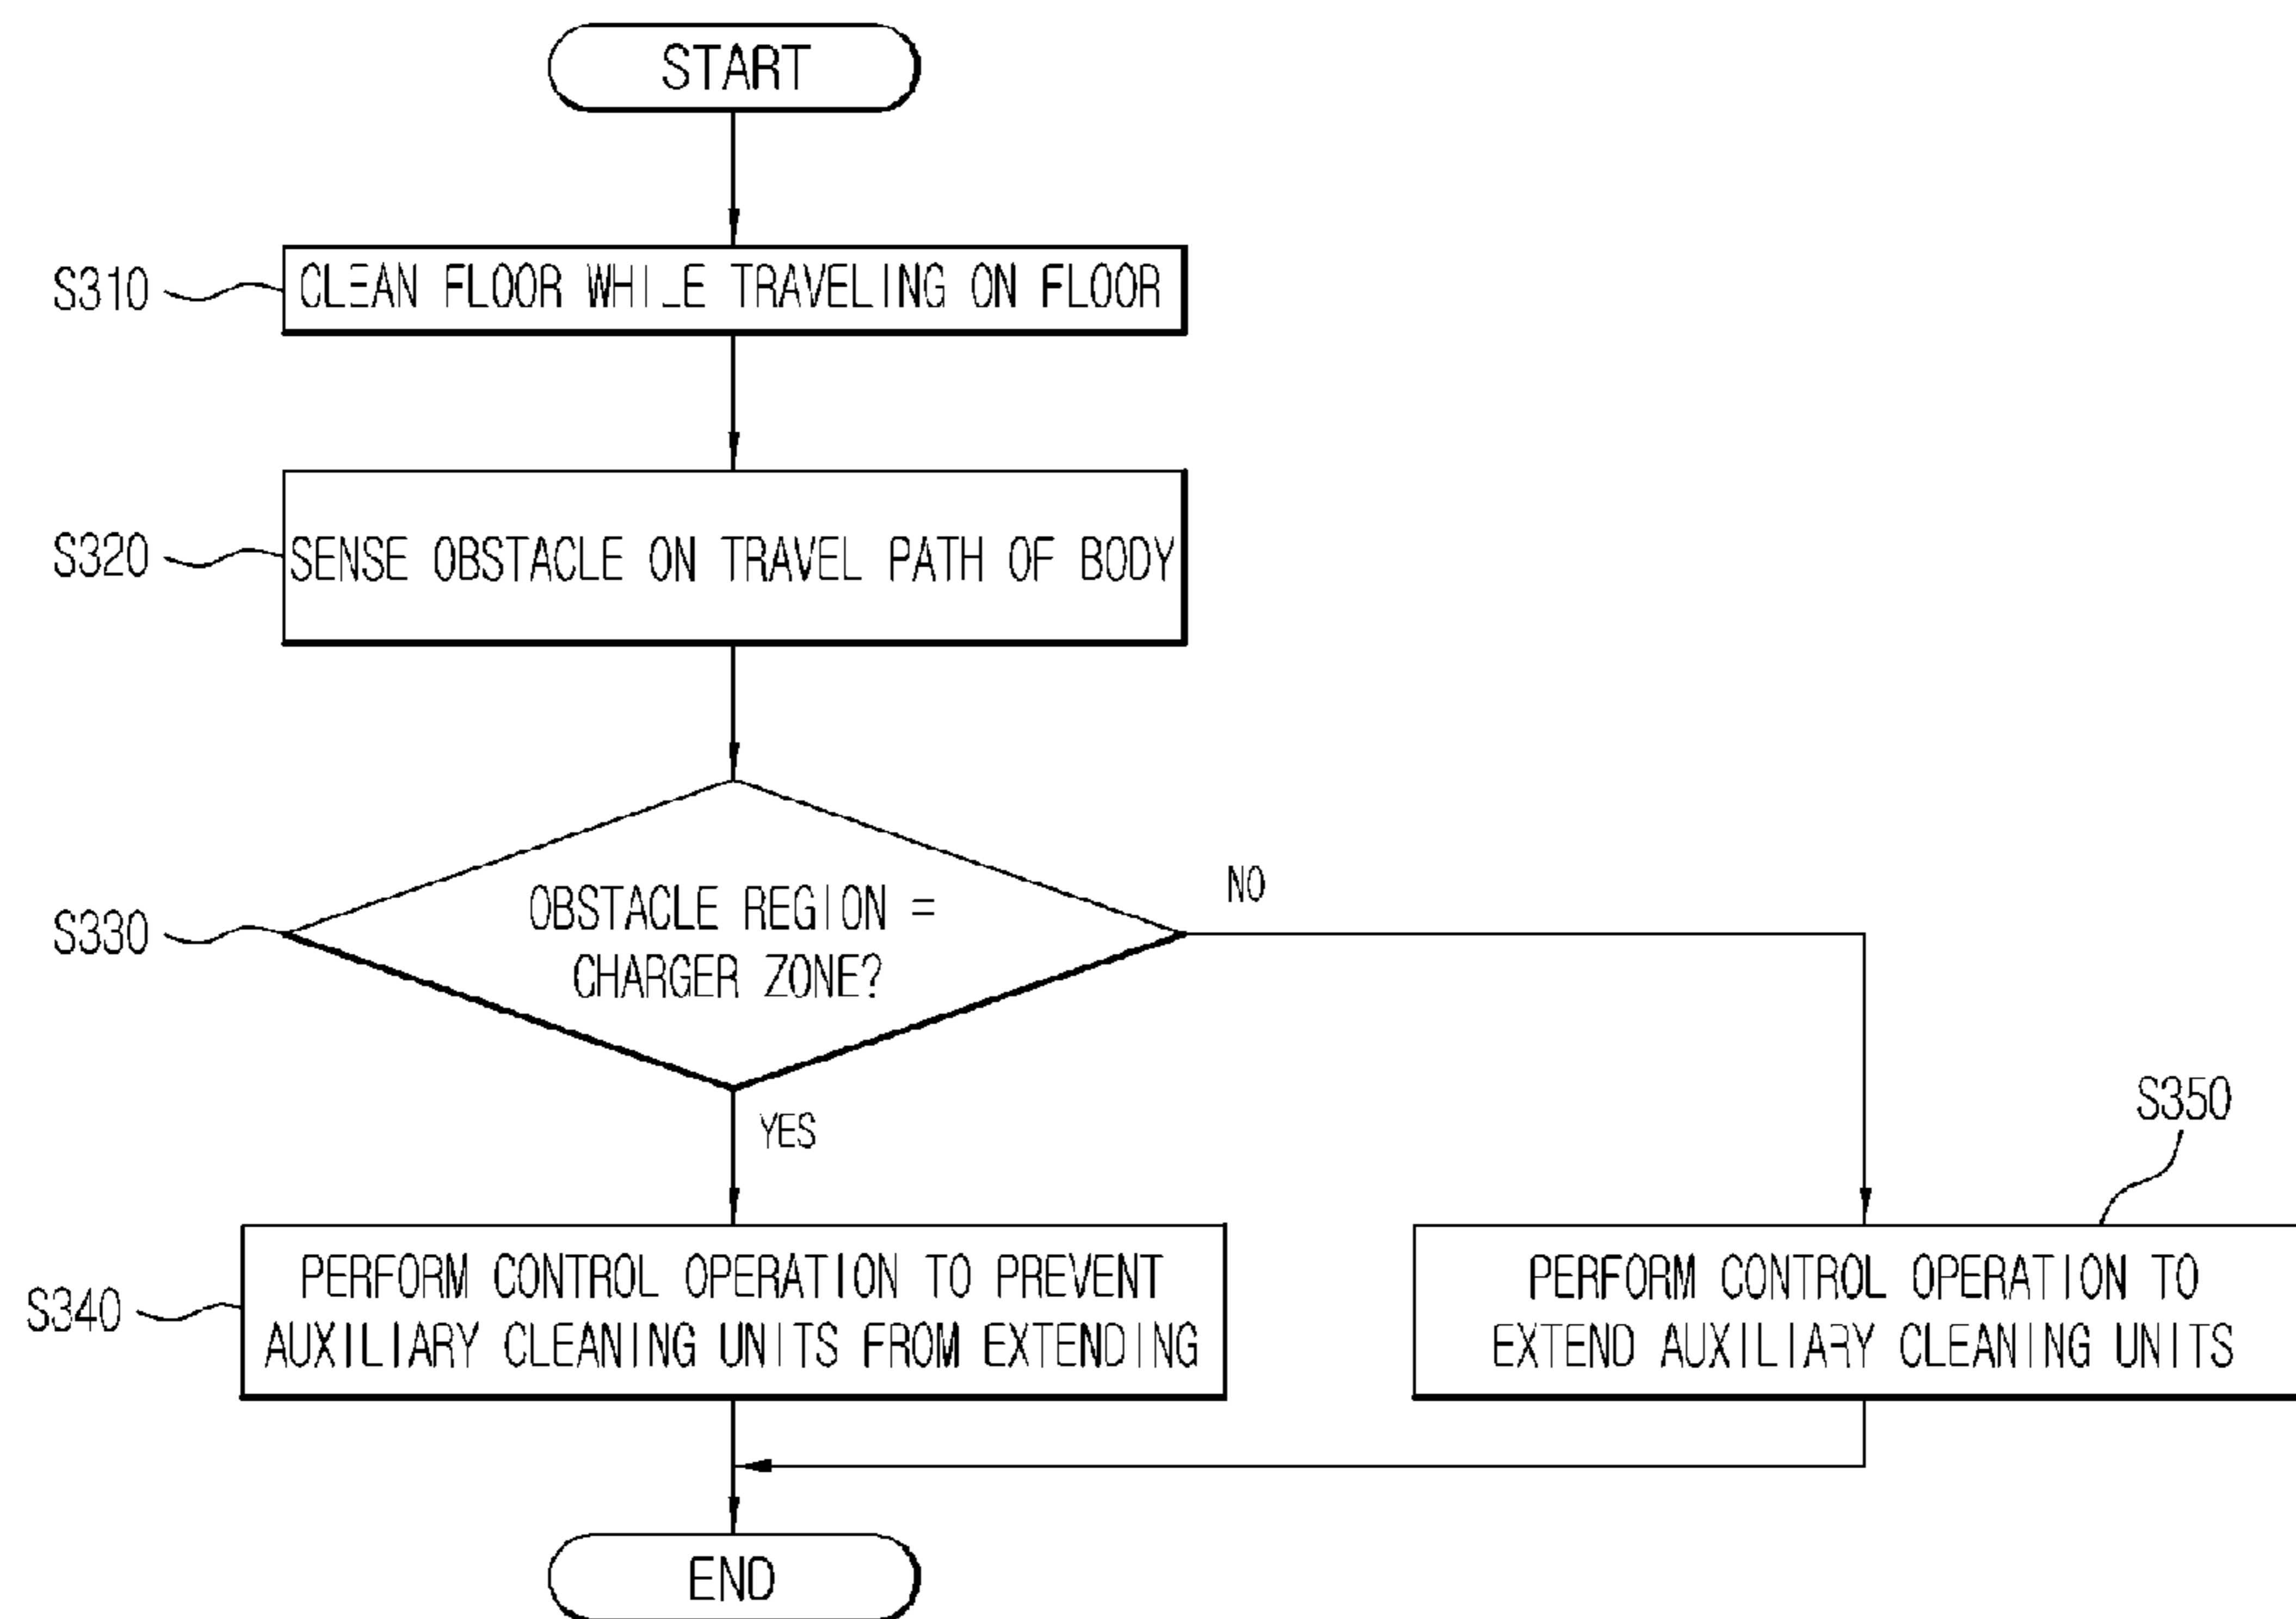 START
S310
CLEAN FLOOR WHILE TRAVELING ON FLOOR
S320
SENSE OBSTACLE ON TRAVEL PATH OF BODY
S330
OBSTACLE REGION =
CHARGER ZONE?
NO
YES
S340
PERFORM CONTROL OPERATION TO PREVENT
AUXILIARY CLEANING UNITS FROM EXTENDING
S350
PERFORM CONTROL OPERATION TO
EXTEND AUXILIARY CLEANING UNITS
END